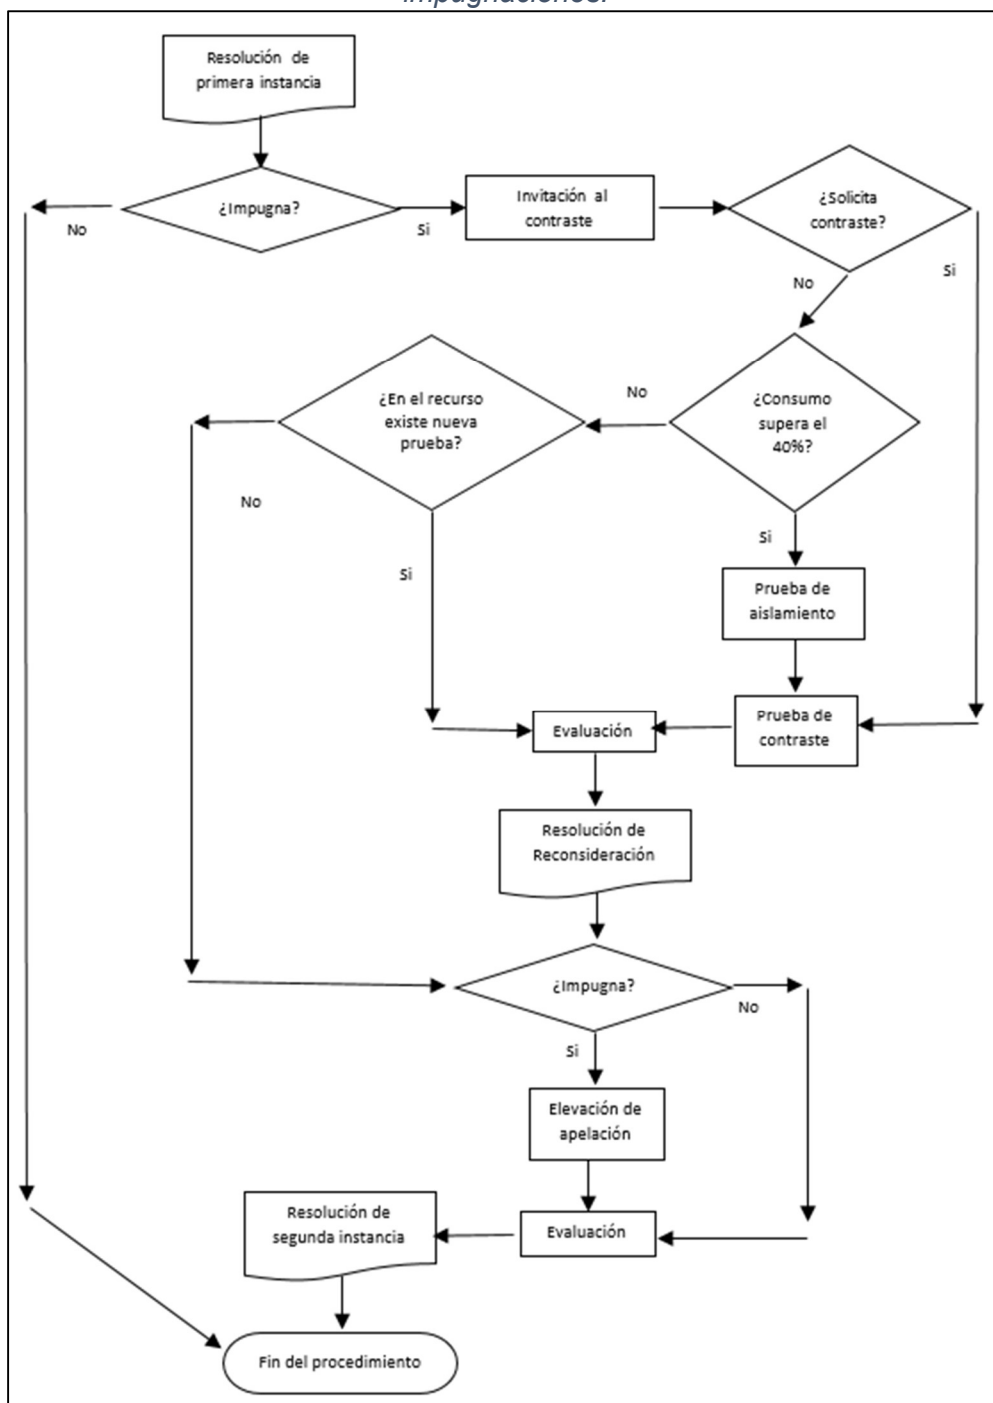 impugnaciones.
Resolución de
primera instancia
¿Impugna?
No
Si
Invitación al
contraste
¿Solicita
contraste?
Si
No
¿En el recurso
existe nueva
prueba?
No
¿Consumo
supera el
40%?
No
Si
Si
Prueba de
aislamiento
Evaluación
Prueba de
contraste
Resolución de
Reconsideración
¿Impugna?
No
Si
Elevación de
apelación
Resolución de
segunda instancia
Evaluación
Fin del procedimiento